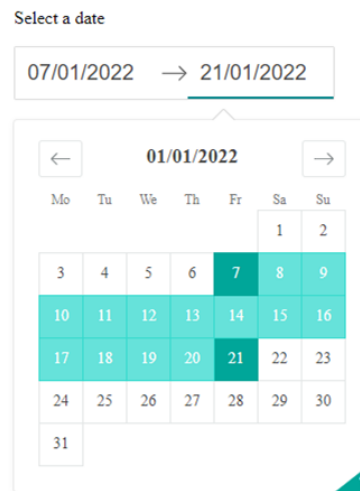 Select a date
07/01/2022 → 21/01/2022
← 01/01/2022 →
Mo Tu We Th Fr Sa Su
1 2
3 4 5 6 7 8 9
10 11 12 13 14 15 16
17 18 19 20 21 22 23
24 25 26 27 28 29 30
31